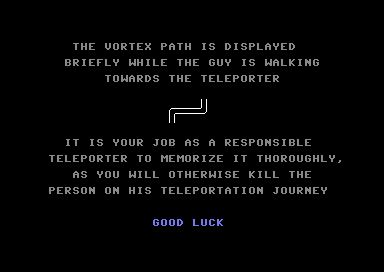 THE VORTEX PATH IS DISPLAYED
BRIEFLY WHILE THE GUY IS WALKING
TOWARDS THE TELEPORTER
IT IS YOUR JOB AS A RESPONSIBLE
TELEPORTER TO MEMORIZE IT THOROUGHLY,
AS YOU WILL OTHERWISE KILL THE
PERSON ON HIS TELEPORTATION JOURNEY
GOOD LUCK